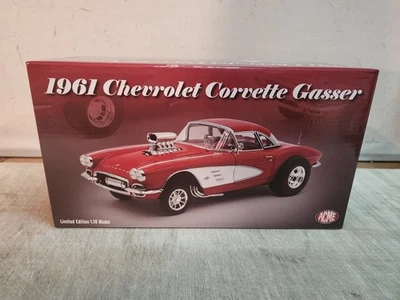 1961 Chevrolet Corvette Gasser
Limited Edition 1:18 Model
ACME